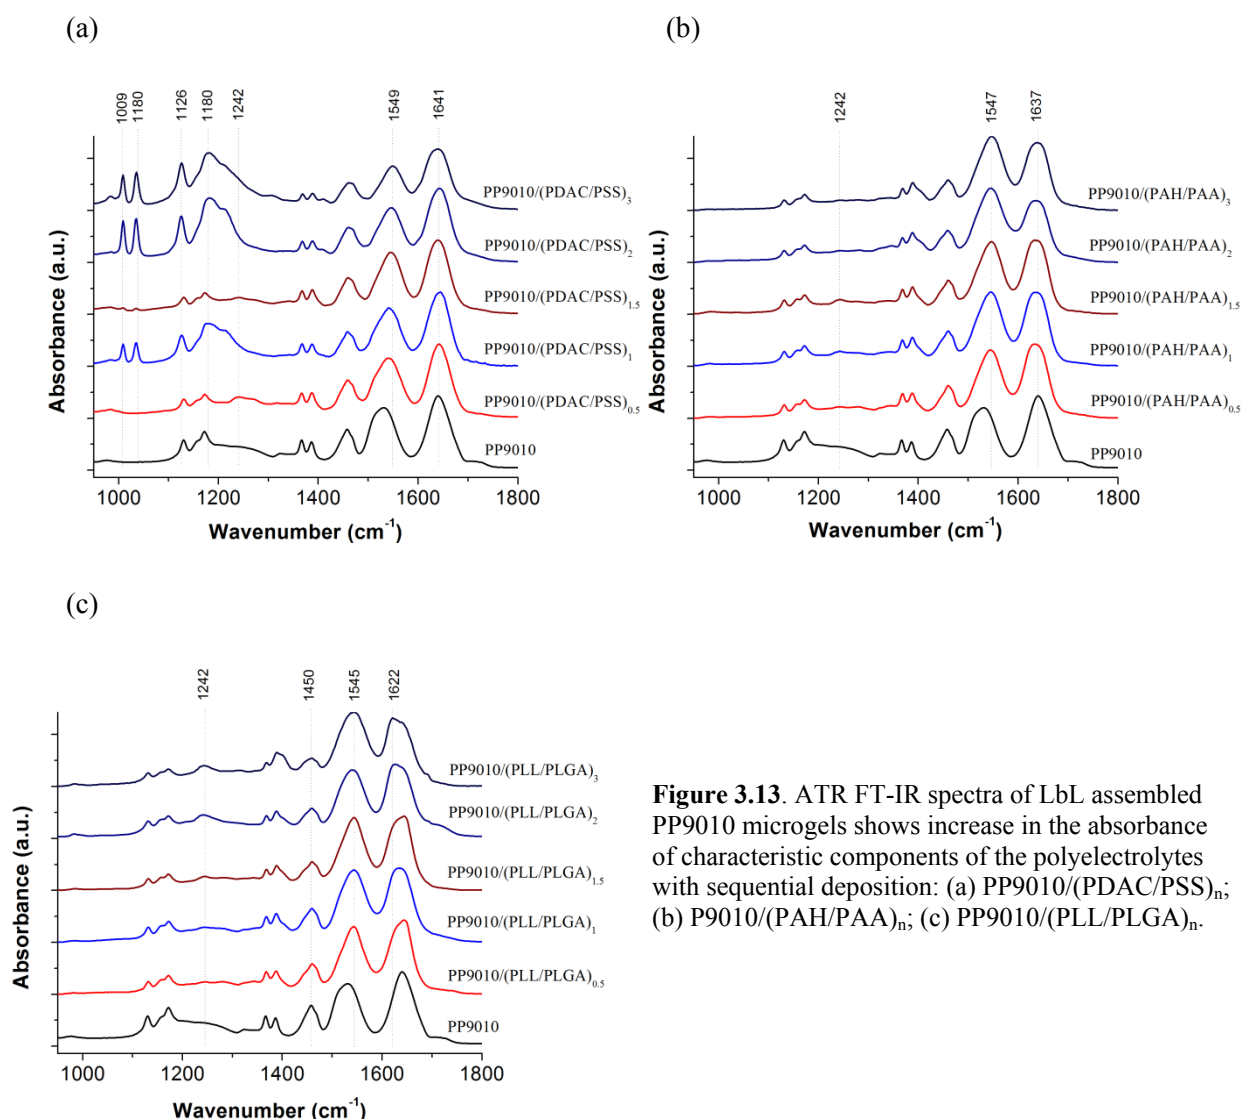 (a)
1009
1180
1126
1180
1242
1549
1641
PP9010/(PDAC/PSS)3
PP9010/(PDAC/PSS)2
PP9010/(PDAC/PSS)1.5
PP9010/(PDAC/PSS)1
PP9010/(PDAC/PSS)0.5
PP9010
Absorbance (a.u.)
1000 1200 1400 1600 1800
Wavenumber (cm-1)
(b)
1242
1547
1637
PP9010/(PAH/PAA)3
PP9010/(PAH/PAA)2
PP9010/(PAH/PAA)1.5
PP9010/(PAH/PAA)1
PP9010/(PAH/PAA)0.5
PP9010
Absorbance (a.u.)
1000 1200 1400 1600 1800
Wavenumber (cm-1)
(c)
1242
1450
1545
1622
PP9010/(PLL/PLGA)3
PP9010/(PLL/PLGA)2
PP9010/(PLL/PLGA)1.5
PP9010/(PLL/PLGA)1
PP9010/(PLL/PLGA)0.5
PP9010
Absorbance (a.u.)
1000 1200 1400 1600 1800
Wavenumber (cm-1)
Figure 3.13. ATR FT-IR spectra of LbL assembled
PP9010 microgels shows increase in the absorbance
of characteristic components of the polyelectrolytes
with sequential deposition: (a) PP9010/(PDAC/PSS)n;
(b) P9010/(PAH/PAA)n; (c) PP9010/(PLL/PLGA)n.